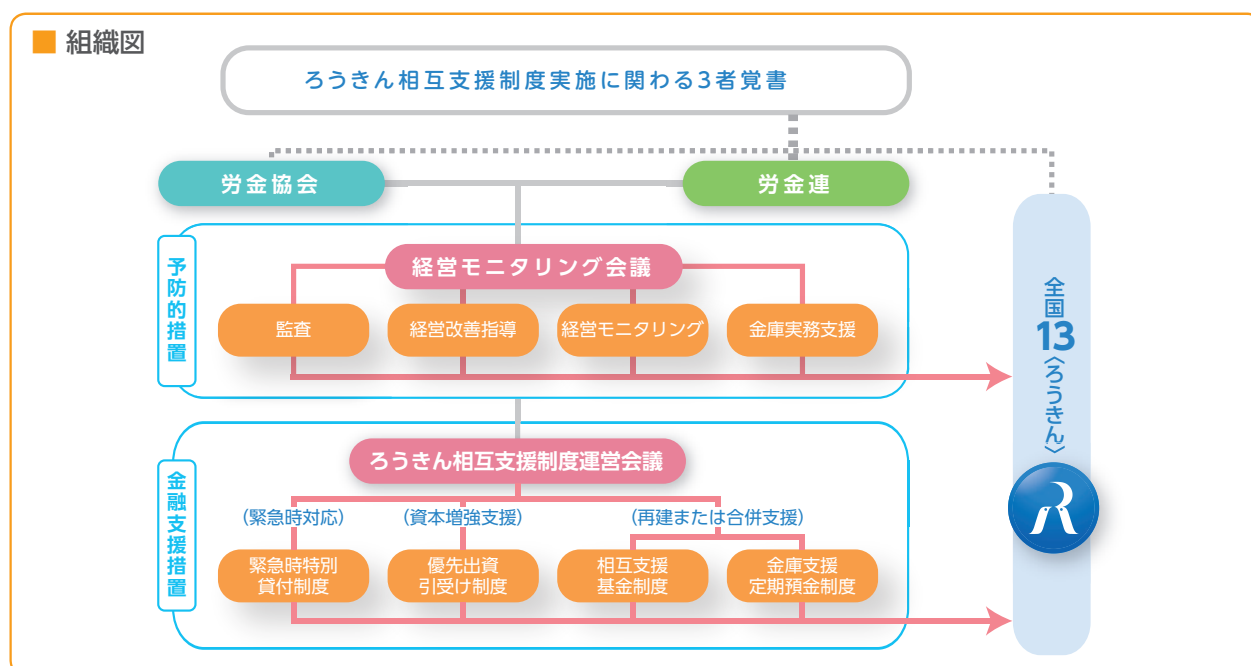 ■ 組織図
ろうきん相互支援制度実施に関わる3者覚書
労金協会
労金連
予防的措置
経営モニタリング会議
監査
経営改善指導
経営モニタリング
金庫実務支援
金融支援措置
ろうきん相互支援制度運営会議
(緊急時対応)
(資本増強支援)
(再建または合併支援)
緊急時特別
貸付制度
優先出資
引受け制度
相互支援
基金制度
金庫支援
定期預金制度
全国
13
〈ろうきん〉
R